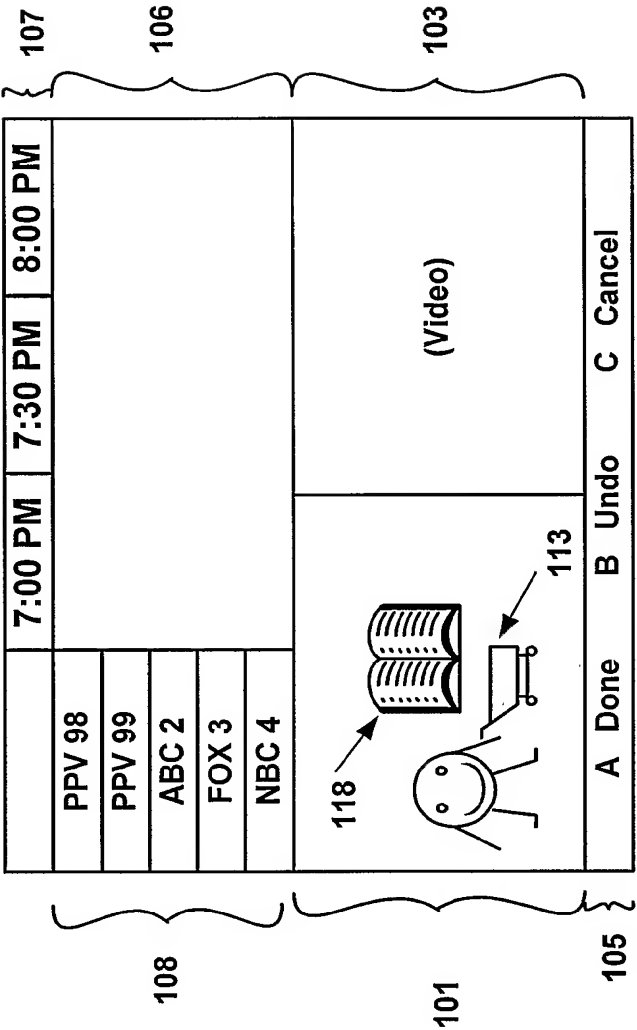 7:00 PM 7:30 PM 8:00 PM 107
PPV 98
PPV 99
ABC 2
FOX 3
NBC 4
108
106
118
113
(Video)
101
103
A Done B Undo C Cancel
105